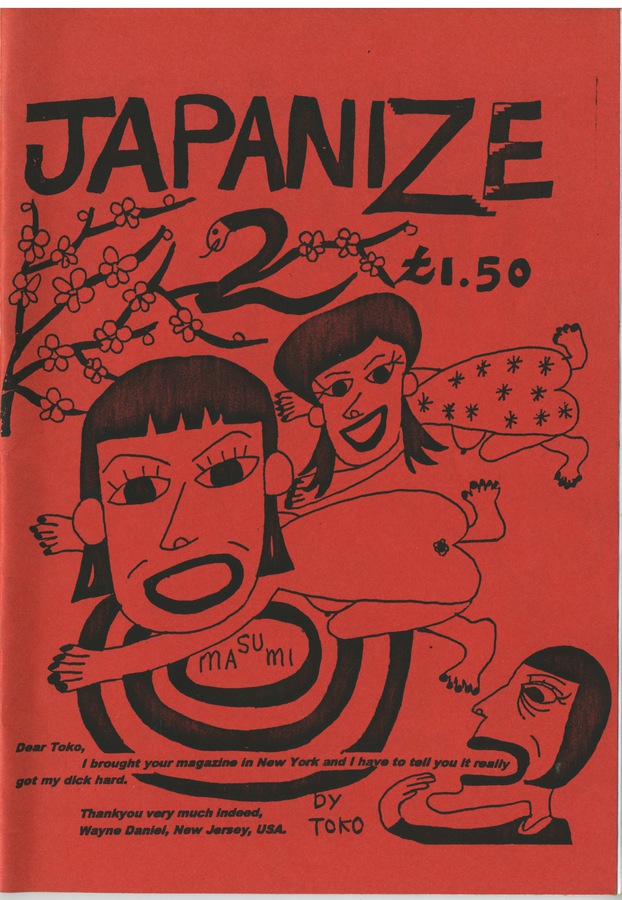 JAPANIZE
2
£1.50
MASUMI
Dear Toko,
I brought your magazine in New York and I have to tell you it really
got my dick hard.
Thankyou very much indeed,
Wayne Daniel, New Jersey, USA.
by
TOKO